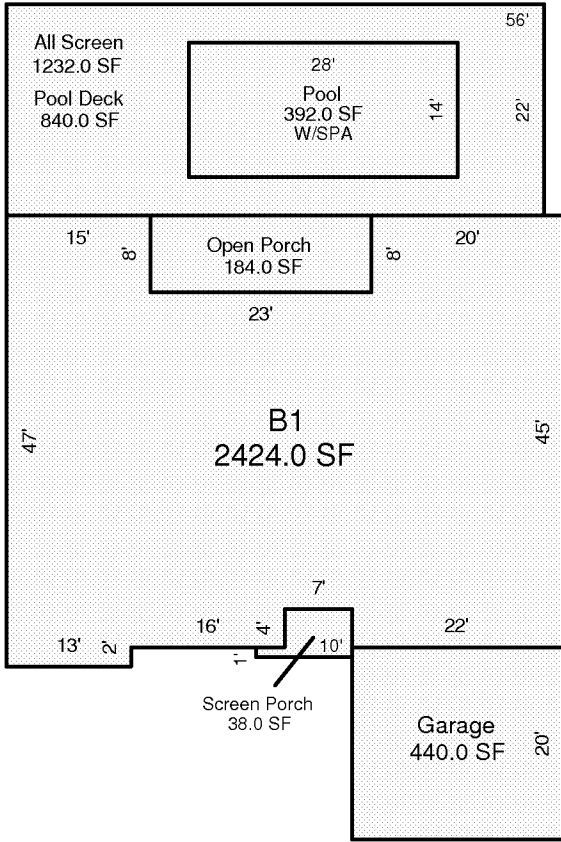 56'
All Screen
1232.0 SF
Pool Deck
840.0 SF
28'
Pool
392.0 SF
W/SPA
14'
22'
15'
8'
Open Porch
184.0 SF
8'
20'
23'
47'
B1
2424.0 SF
45'
7'
13'
2'
16'
4'
1'
10'
22'
Screen Porch
38.0 SF
Garage
440.0 SF
20'